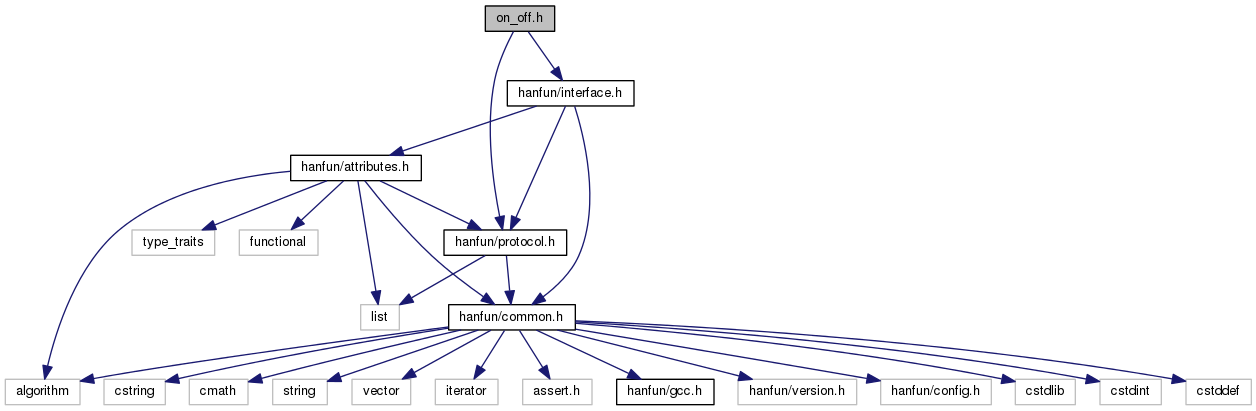 on_off.h
hanfun/interface.h
hanfun/attributes.h
type_traits
functional
hanfun/protocol.h
list
hanfun/common.h
algorithm
cstring
cmath
string
vector
iterator
assert.h
hanfun/gcc.h
hanfun/version.h
hanfun/config.h
cstdlib
cstdint
cstddef